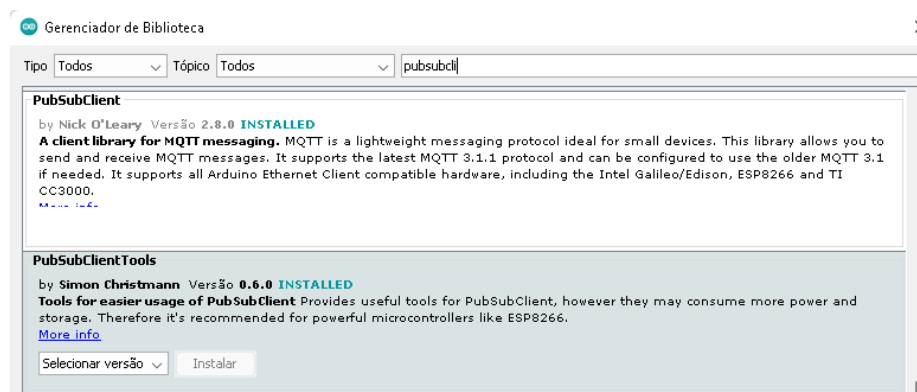 Gerenciador de Biblioteca
Tipo Todos Tópico Todos pubsubcli
PubSubClient
by Nick O'Leary Versão 2.8.0 INSTALLED
A client library for MQTT messaging. MQTT is a lightweight messaging protocol ideal for small devices. This library allows you to
send and receive MQTT messages. It supports the latest MQTT 3.1.1 protocol and can be configured to use the older MQTT 3.1
if needed. It supports all Arduino Ethernet Client compatible hardware, including the Intel Galileo/Edison, ESP8266 and TI
CC3000.
More info
PubSubClientTools
by Simon Christmann Versão 0.6.0 INSTALLED
Tools for easier usage of PubSubClient Provides useful tools for PubSubClient, however they may consume more power and
storage. Therefore it's recommended for powerful microcontrollers like ESP8266.
More info
Selecionar versão Instalar